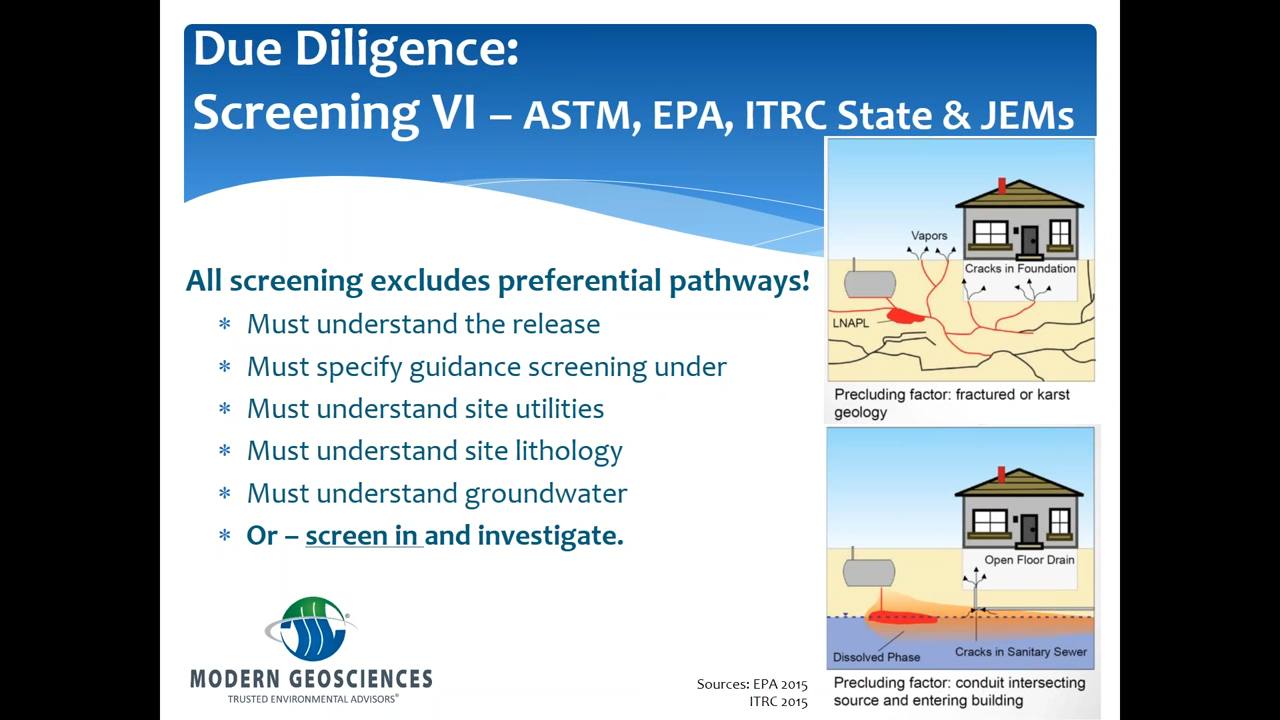 Due Diligence:
Screening VI – ASTM, EPA, ITRC State & JEMs
All screening excludes preferential pathways!
* Must understand the release
* Must specify guidance screening under
* Must understand site utilities
* Must understand site lithology
* Must understand groundwater
* Or – screen in and investigate.
Vapors
Cracks in Foundation
LNAPL
Precluding factor: fractured or karst
geology
Open Floor Drain
Dissolved Phase
Cracks in Sanitary Sewer
Precluding factor: conduit intersecting
source and entering building
MODERN GEOSCIENCES
TRUSTED ENVIRONMENTAL ADVISORS®
Sources: EPA 2015
ITRC 2015